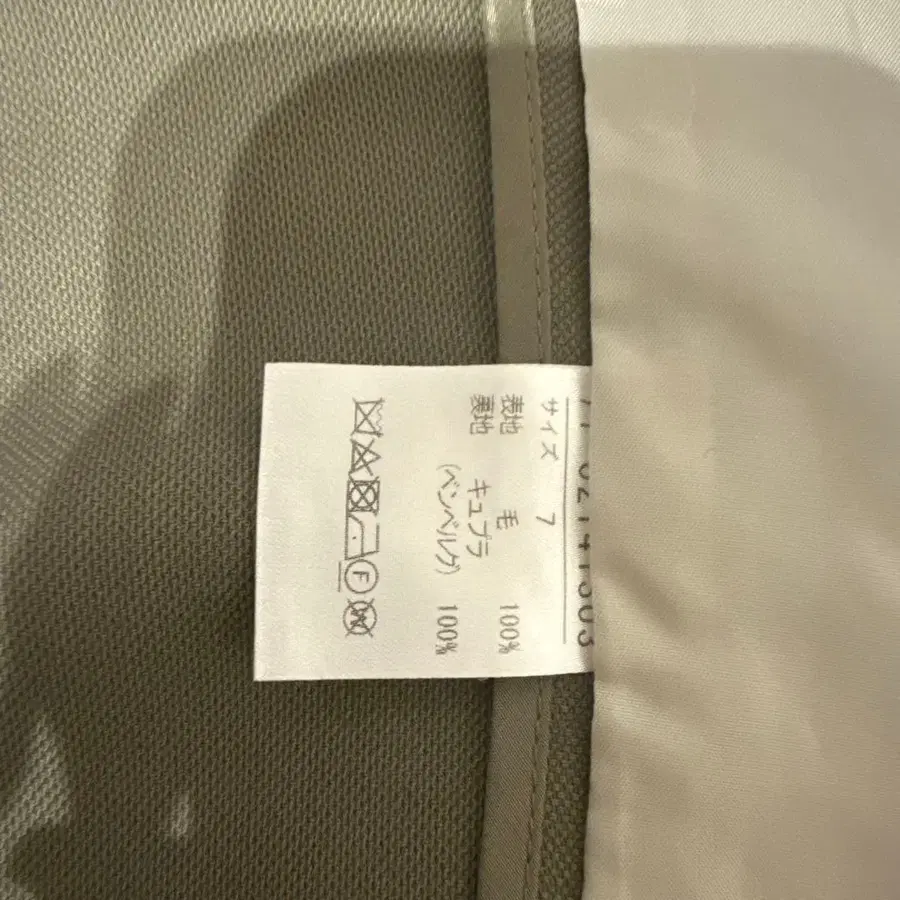 サイズ 7
表地 毛 100%
裏地 キュプラ
(ベンベルグ) 100%
F W